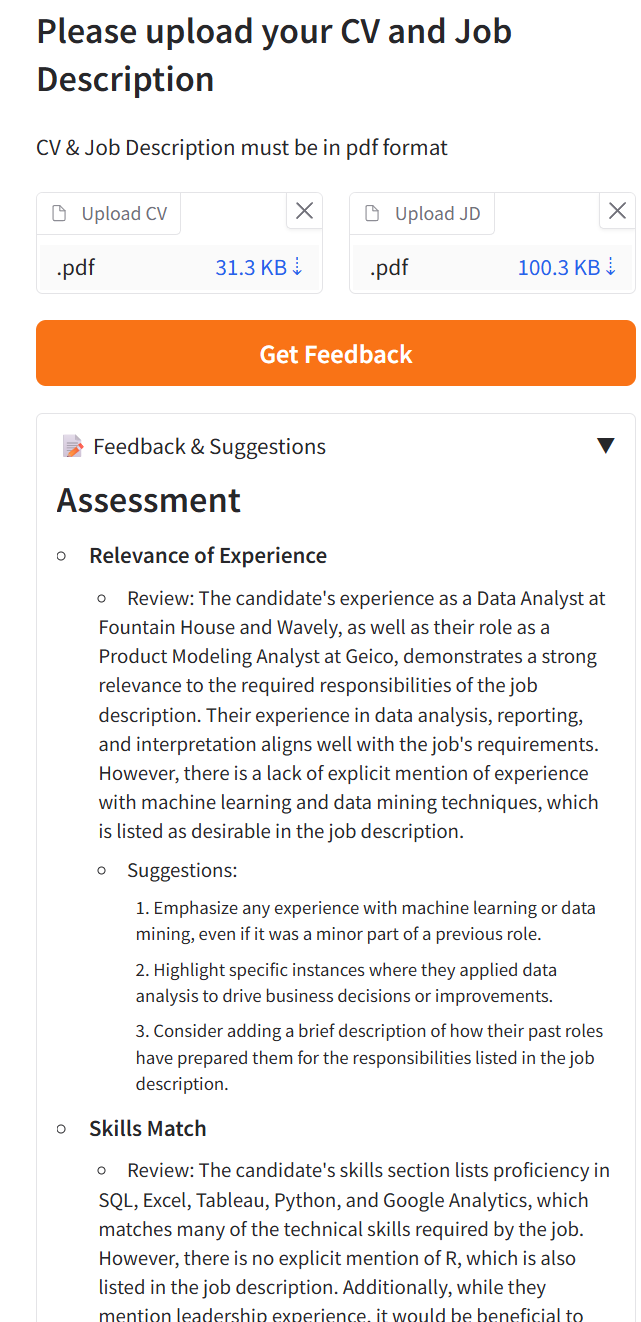 Please upload your CV and Job
Description
CV & Job Description must be in pdf format
Upload CV
Upload JD
.pdf 31.3 KB ⇣
.pdf 100.3 KB ⇣
Get Feedback
Feedback & Suggestions
Assessment
Relevance of Experience
Review: The candidate's experience as a Data Analyst at
Fountain House and Wavely, as well as their role as a
Product Modeling Analyst at Geico, demonstrates a strong
relevance to the required responsibilities of the job
description. Their experience in data analysis, reporting,
and interpretation aligns well with the job's requirements.
However, there is a lack of explicit mention of experience
with machine learning and data mining techniques, which
is listed as desirable in the job description.
Suggestions:
1. Emphasize any experience with machine learning or data
mining, even if it was a minor part of a previous role.
2. Highlight specific instances where they applied data
analysis to drive business decisions or improvements.
3. Consider adding a brief description of how their past roles
have prepared them for the responsibilities listed in the job
description.
Skills Match
Review: The candidate's skills section lists proficiency in
SQL, Excel, Tableau, Python, and Google Analytics, which
matches many of the technical skills required by the job.
However, there is no explicit mention of R, which is also
listed in the job description. Additionally, while they
mention leadership experience, it would be beneficial to